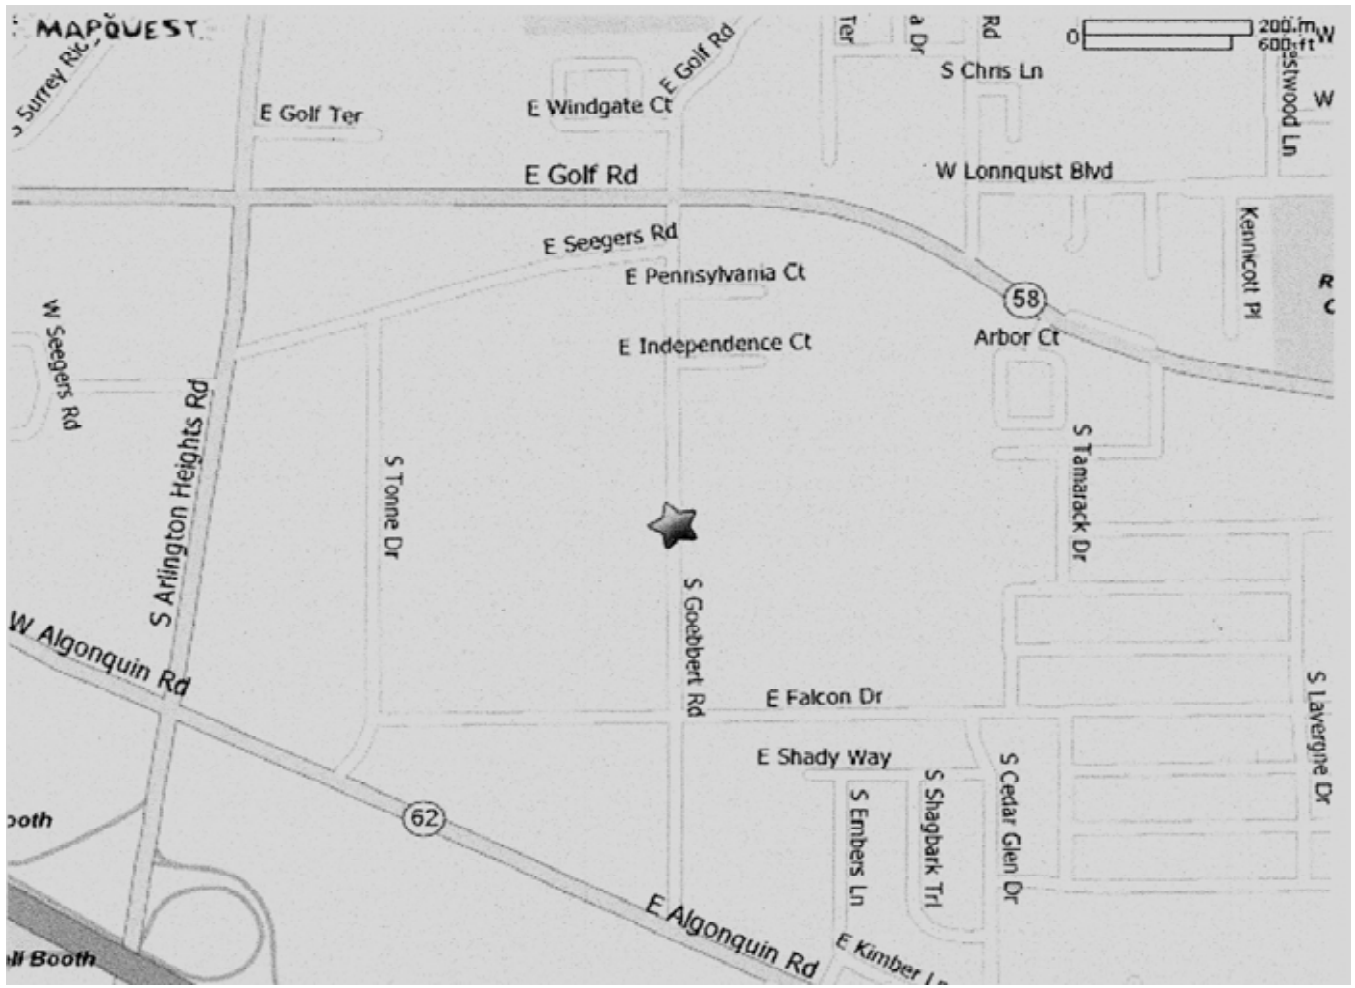 MAPQUEST
200 m
0
600 ft
S Surrey Rid
E Golf Rd
Ter
a Dr
Rd
W
S Chris Ln
estwood Ln
W
E Golf Ter
E Windgate Ct
E Golf Rd
W Lonnquist Blvd
E Seegers Rd
E Pennsylvania Ct
Kennicott Pl
R
58
W Seegers Rd
E Independence Ct
Arbor Ct
S Arlington Heights Rd
S Tonne Dr
S Tamarack Dr
W Algonquin Rd
S Goebbert Rd
E Falcon Dr
S Lavergne Dr
E Shady Way
S Embers Ln
S Shagbark Trl
S Cedar Glen Dr
ooth
62
E Algonquin Rd
E Kimber Ln
Booth